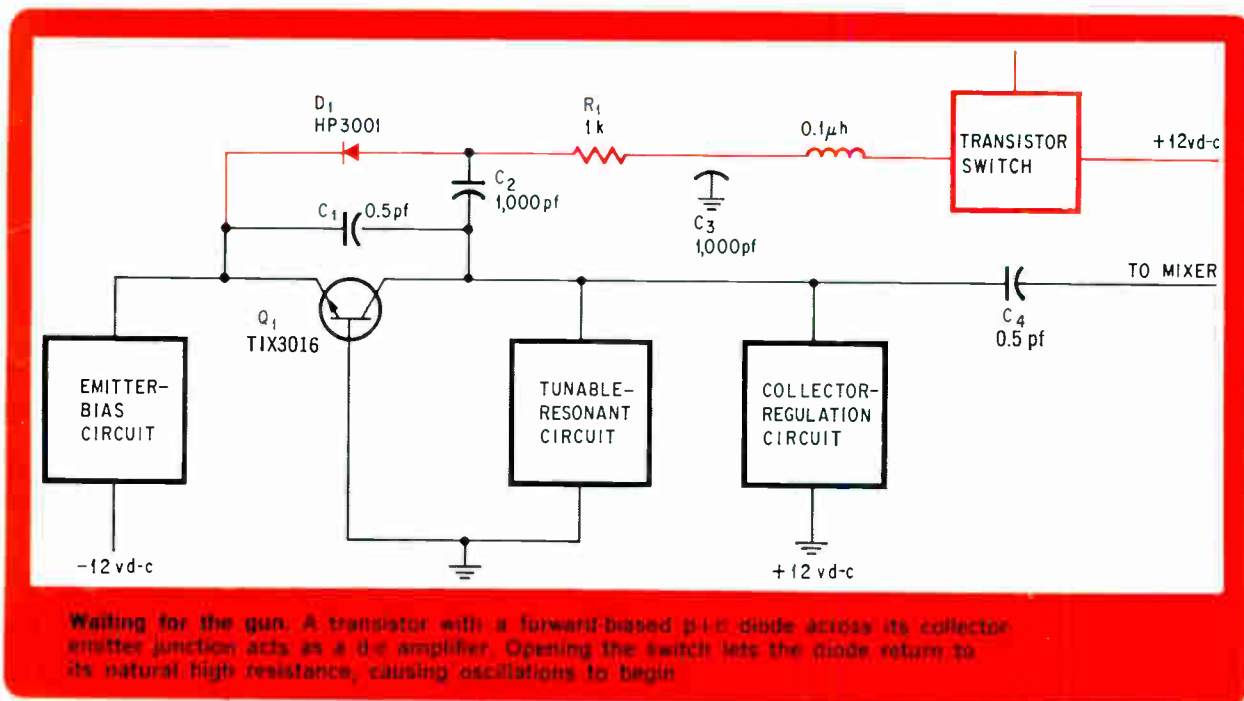 D1
HP3001
R1
1k
0.1µh
TRANSISTOR
SWITCH
+12vd-c
C2
1,000pf
C1
0.5pf
C3
1,000pf
TO MIXER
C4
0.5 pf
Q1
TIX3016
EMITTER-
BIAS
CIRCUIT
TUNABLE-
RESONANT
CIRCUIT
COLLECTOR-
REGULATION
CIRCUIT
-12 vd-c
+12 vd-c
Waiting for the gun. A transistor with a forward-biased p-i-n diode across its collector
emitter junction acts as a d-c amplifier. Opening the switch lets the diode return to
its natural high resistance, causing oscillations to begin